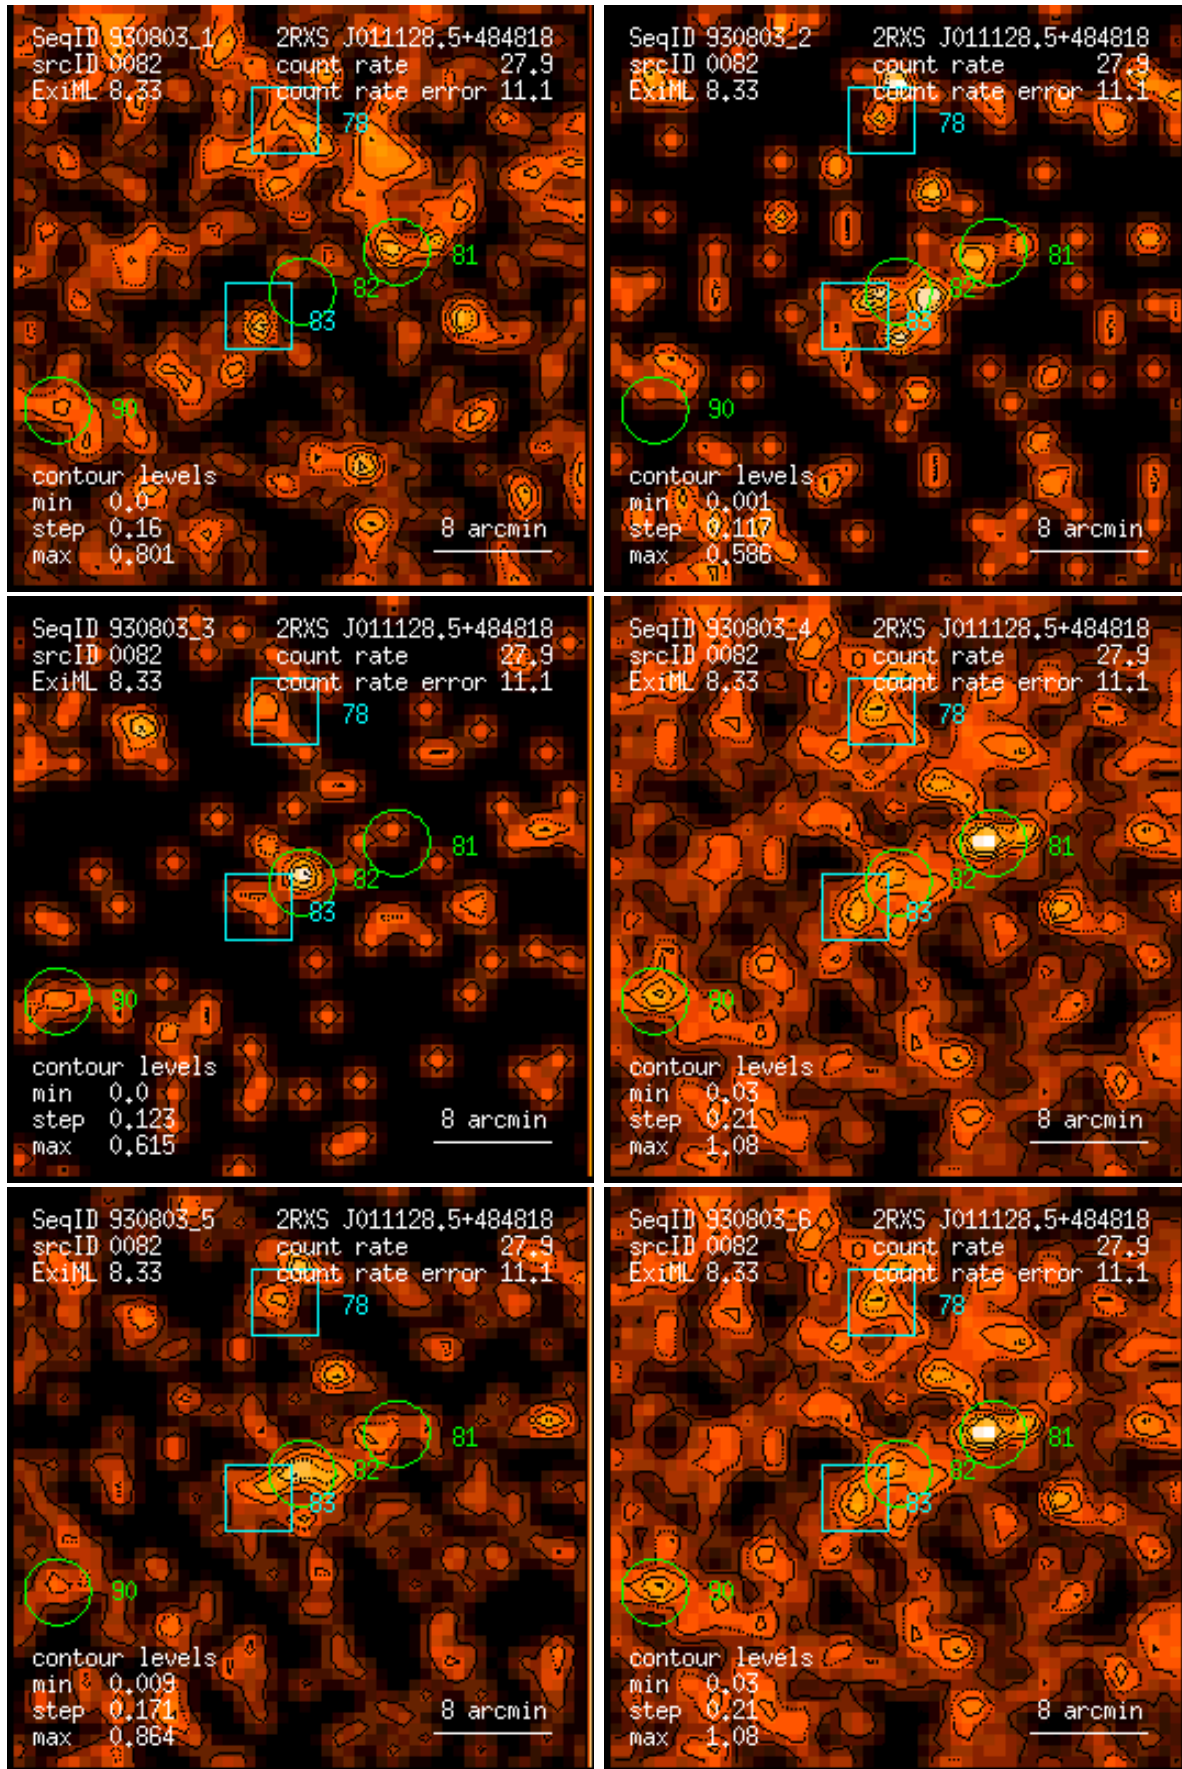 SeqID 930803_1 2RXS J011128.5+484818
srcID 0082 count rate 27.9
ExiML 8.33 count rate error 11.1
78
81
82
83
90
contour levels
min 0.0
step 0.16 8 arcmin
max 0.801
SeqID 930803_2 2RXS J011128.5+484818
srcID 0082 count rate 27.9
ExiML 8.33 count rate error 11.1
78
81
82
83
90
contour levels
min 0.001
step 0.117 8 arcmin
max 0.586
SeqID 930803_3 2RXS J011128.5+484818
srcID 0082 count rate 27.9
ExiML 8.33 count rate error 11.1
78
81
82
83
90
contour levels
min 0.0
step 0.123 8 arcmin
max 0.615
SeqID 930803_4 2RXS J011128.5+484818
srcID 0082 count rate 27.9
ExiML 8.33 count rate error 11.1
78
81
82
83
90
contour levels
min 0.03
step 0.21 8 arcmin
max 1.08
SeqID 930803_5 2RXS J011128.5+484818
srcID 0082 count rate 27.9
ExiML 8.33 count rate error 11.1
78
81
82
83
90
contour levels
min 0.009
step 0.171 8 arcmin
max 0.864
SeqID 930803_6 2RXS J011128.5+484818
srcID 0082 count rate 27.9
ExiML 8.33 count rate error 11.1
78
81
82
83
90
contour levels
min 0.03
step 0.21 8 arcmin
max 1.08